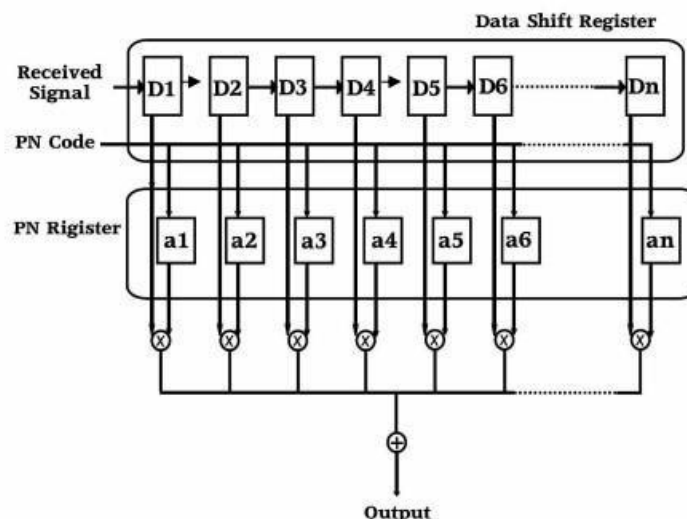 Data Shift Register
Received
Signal
D1 D2 D3 D4 D5 D6 Dn
PN Code
PN Rigister
a1 a2 a3 a4 a5 a6 an
X X X X X X X
+
Output